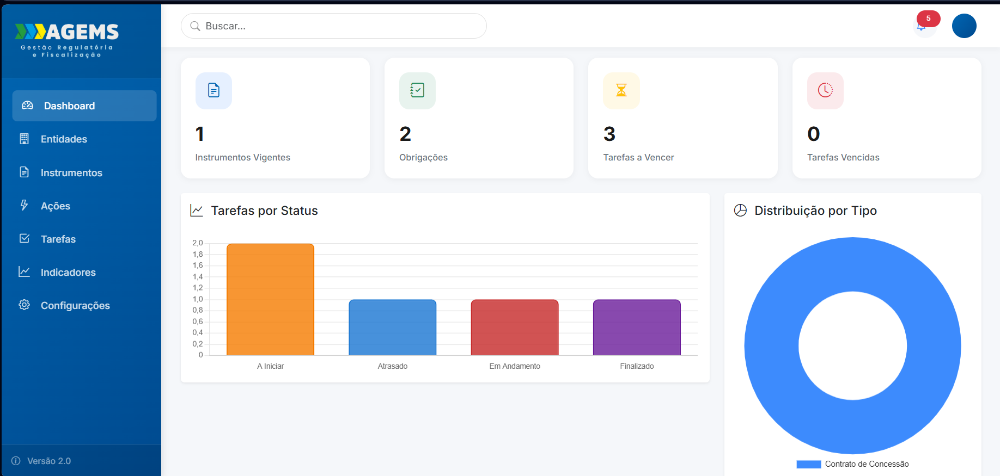 AGEMS
Gestão Regulatória
e Fiscalização
Buscar...
5
Dashboard
Entidades
Instrumentos
Ações
Tarefas
Indicadores
Configurações
Versão 2.0
1
Instrumentos Vigentes
2
Obrigações
3
Tarefas a Vencer
0
Tarefas Vencidas
Tarefas por Status
2,0
1,8
1,6
1,4
1,2
1,0
0,8
0,6
0,4
0,2
0
A Iniciar
Atrasado
Em Andamento
Finalizado
Distribuição por Tipo
Contrato de Concessão